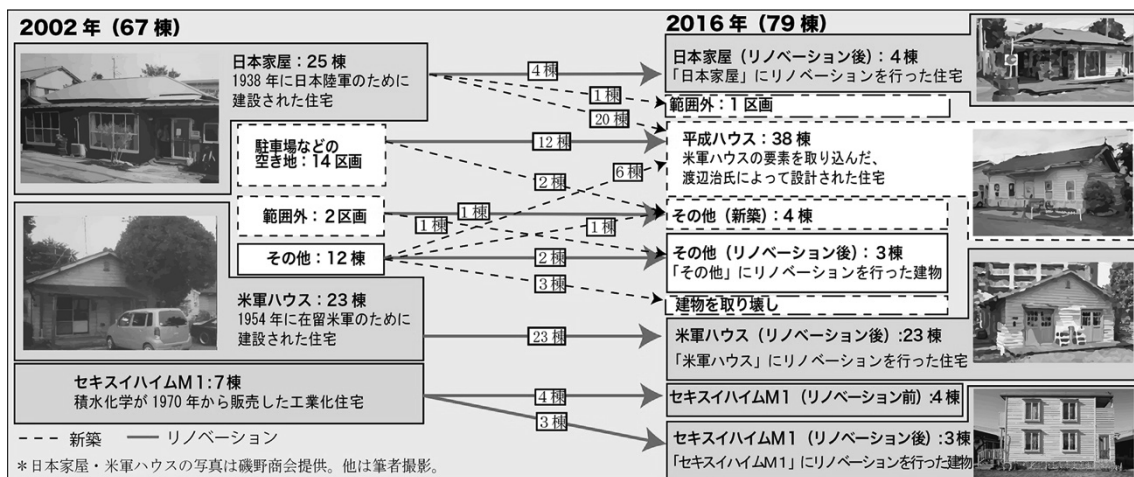 2002年（67棟）
日本家屋：25棟
1938年に日本陸軍のために
建設された住宅
駐車場などの
空き地：14区画
範囲外：2区画
その他：12棟
米軍ハウス：23棟
1954年に在留米軍のために
建設された住宅
セキスイハイムM1：7棟
積水化学が1970年から販売した工業化住宅
新築
リノベーション
＊日本家屋・米軍ハウスの写真は磯野商会提供。他は筆者撮影。
4棟
1棟
20棟
12棟
6棟
2棟
1棟
1棟
1棟
2棟
3棟
23棟
4棟
3棟
2016年（79棟）
日本家屋（リノベーション後）：4棟
「日本家屋」にリノベーションを行った住宅
範囲外：1区画
平成ハウス：38棟
米軍ハウスの要素を取り込んだ、
渡辺治氏によって設計された住宅
その他（新築）：4棟
その他（リノベーション後）：3棟
「その他」にリノベーションを行った建物
建物を取り壊し
米軍ハウス（リノベーション後）:23棟
「米軍ハウス」にリノベーションを行った住宅
セキスイハイムM1（リノベーション前）:4棟
セキスイハイムM1（リノベーション後）:3棟
「セキスイハイムM1」にリノベーションを行った建物